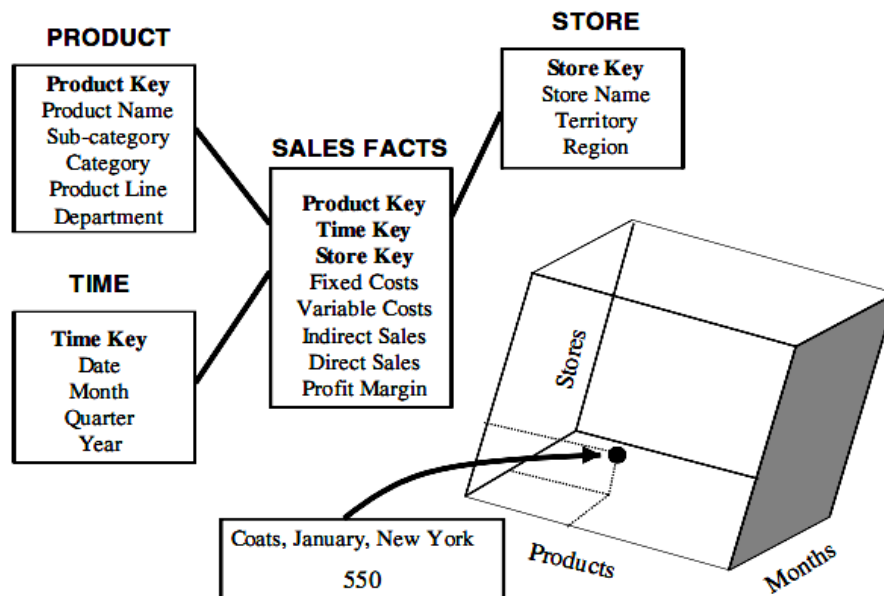 PRODUCT
Product Key
Product Name
Sub-category
Category
Product Line
Department
STORE
Store Key
Store Name
Territory
Region
SALES FACTS
Product Key
Time Key
Store Key
Fixed Costs
Variable Costs
Indirect Sales
Direct Sales
Profit Margin
TIME
Time Key
Date
Month
Quarter
Year
Stores
Products
Months
Coats, January, New York
550